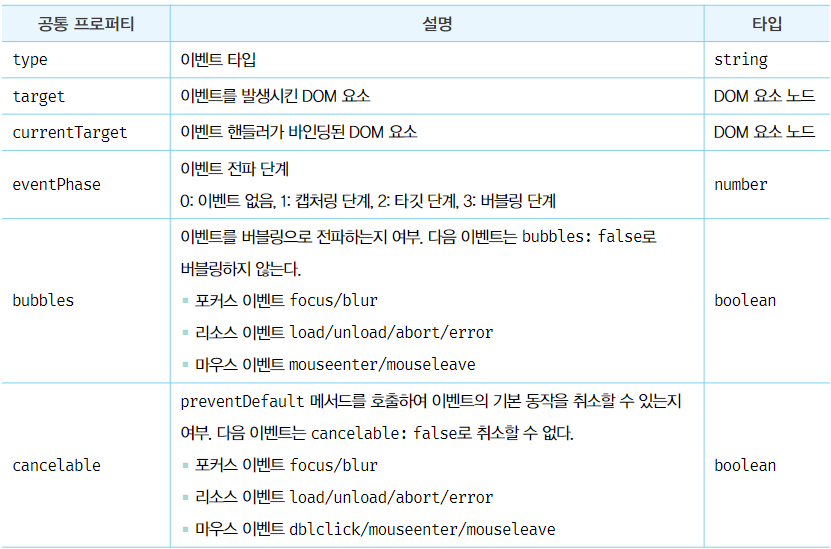 공통 프로퍼티 설명 타입
type 이벤트 타입 string
target 이벤트를 발생시킨 DOM 요소 DOM 요소 노드
currentTarget 이벤트 핸들러가 바인딩된 DOM 요소 DOM 요소 노드
eventPhase 이벤트 전파 단계
0: 이벤트 없음, 1: 캡처링 단계, 2: 타깃 단계, 3: 버블링 단계 number
bubbles 이벤트를 버블링으로 전파하는지 여부. 다음 이벤트는 bubbles: false로
버블링하지 않는다.
▪ 포커스 이벤트 focus/blur
▪ 리소스 이벤트 load/unload/abort/error
▪ 마우스 이벤트 mouseenter/mouseleave
boolean
cancelable preventDefault 메서드를 호출하여 이벤트의 기본 동작을 취소할 수 있는지
여부. 다음 이벤트는 cancelable: false로 취소할 수 없다.
▪ 포커스 이벤트 focus/blur
▪ 리소스 이벤트 load/unload/abort/error
▪ 마우스 이벤트 dblclick/mouseenter/mouseleave
boolean